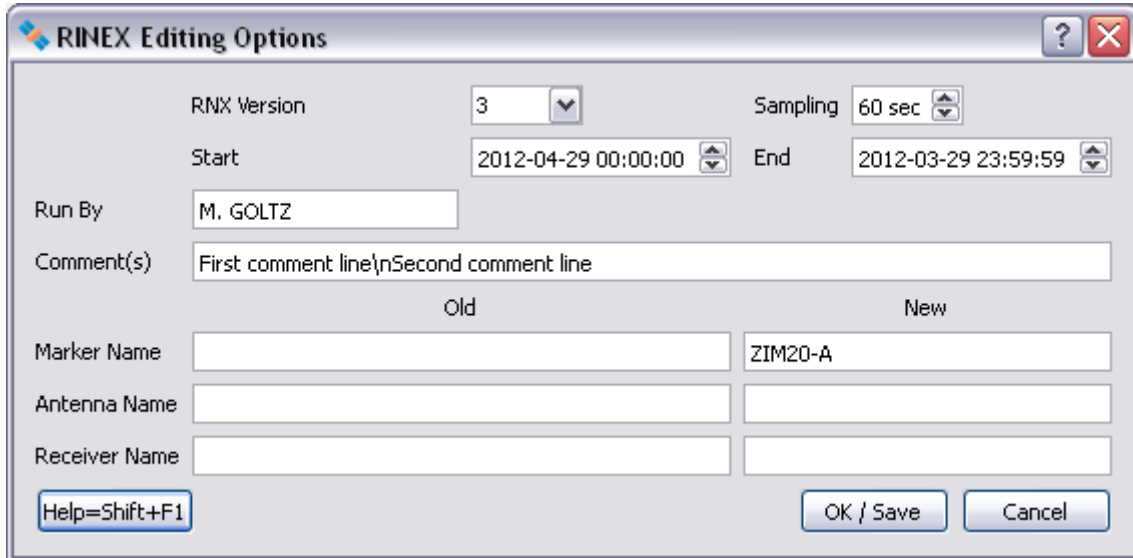 RINEX Editing Options
RNX Version 3 Sampling 60 sec
Start 2012-04-29 00:00:00 End 2012-03-29 23:59:59
Run By M. GOLTZ
Comment(s) First comment line\nSecond comment line
Old New
Marker Name ZIM20-A
Antenna Name
Receiver Name
Help=Shift+F1 OK / Save Cancel